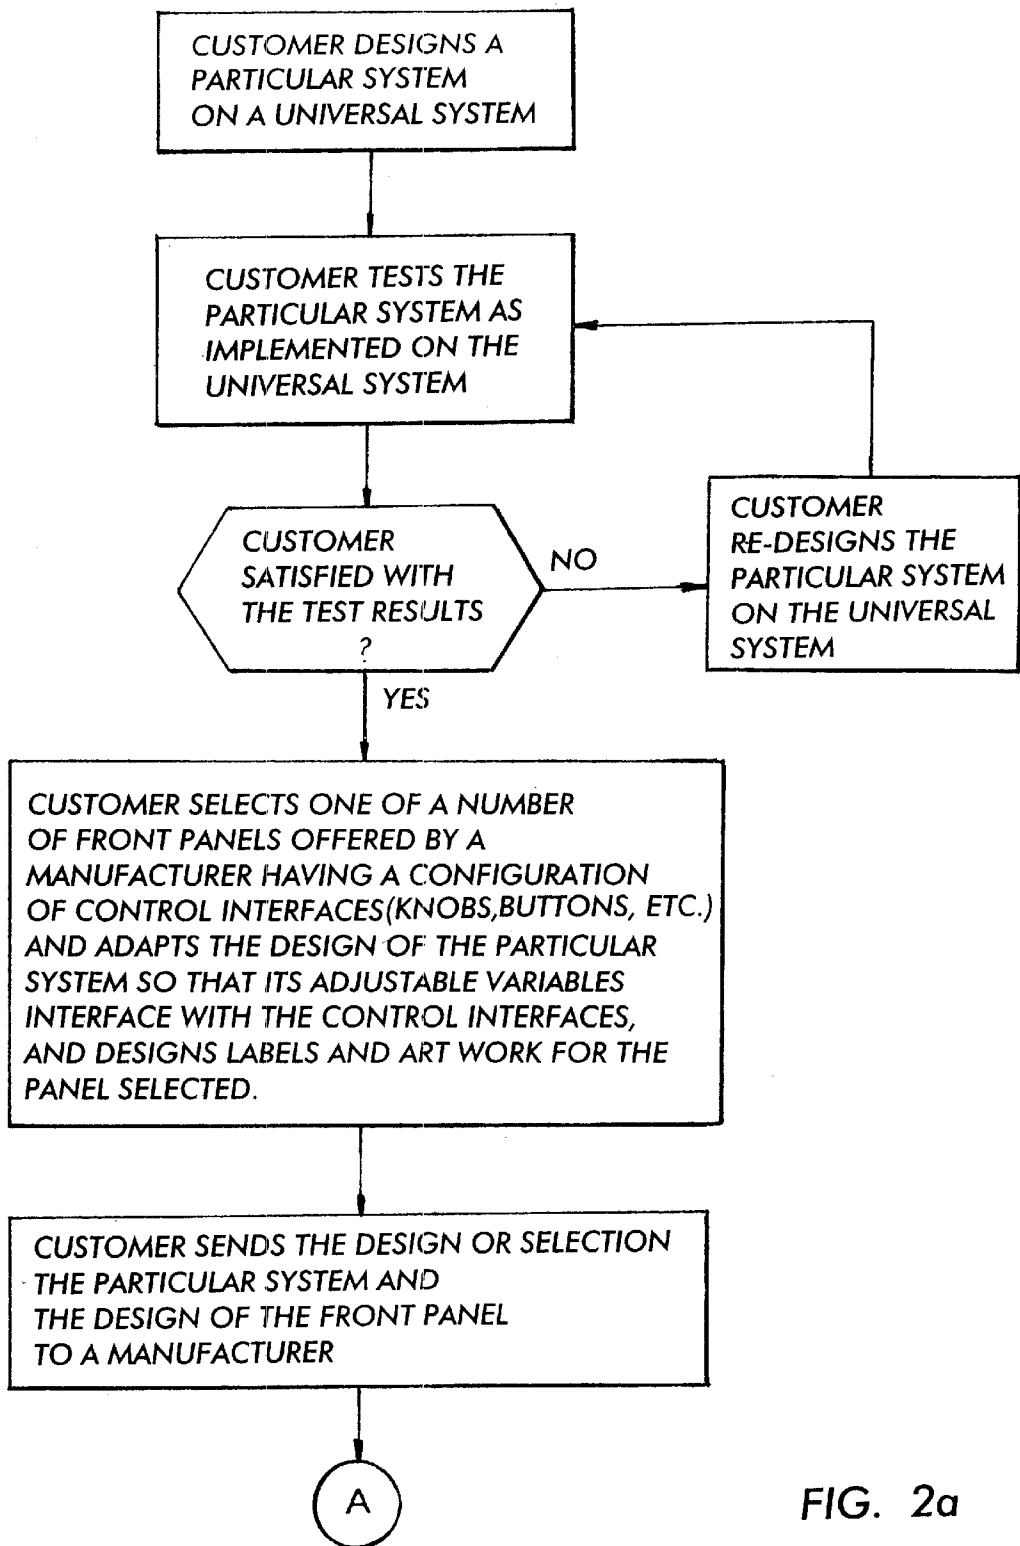 CUSTOMER DESIGNS A
PARTICULAR SYSTEM
ON A UNIVERSAL SYSTEM
CUSTOMER TESTS THE
PARTICULAR SYSTEM AS
IMPLEMENTED ON THE
UNIVERSAL SYSTEM
CUSTOMER
SATISFIED WITH
THE TEST RESULTS
?
NO
CUSTOMER
RE-DESIGNS THE
PARTICULAR SYSTEM
ON THE UNIVERSAL
SYSTEM
YES
CUSTOMER SELECTS ONE OF A NUMBER
OF FRONT PANELS OFFERED BY A
MANUFACTURER HAVING A CONFIGURATION
OF CONTROL INTERFACES(KNOBS,BUTTONS, ETC.)
AND ADAPTS THE DESIGN OF THE PARTICULAR
SYSTEM SO THAT ITS ADJUSTABLE VARIABLES
INTERFACE WITH THE CONTROL INTERFACES,
AND DESIGNS LABELS AND ART WORK FOR THE
PANEL SELECTED.
CUSTOMER SENDS THE DESIGN OR SELECTION
THE PARTICULAR SYSTEM AND
THE DESIGN OF THE FRONT PANEL
TO A MANUFACTURER
A
FIG. 2a